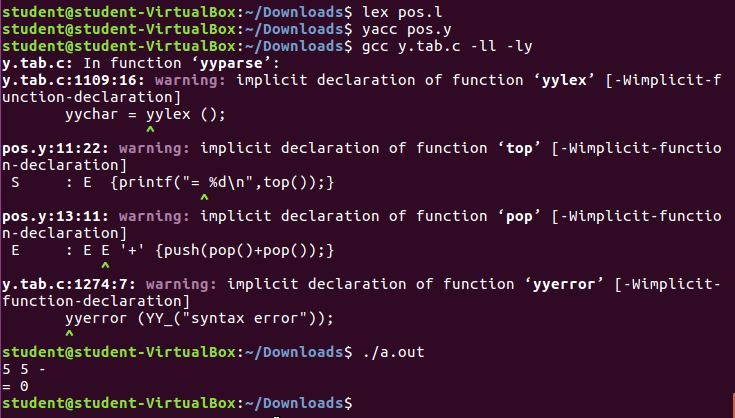 student@student-VirtualBox:~/Downloads$ lex pos.l
student@student-VirtualBox:~/Downloads$ yacc pos.y
student@student-VirtualBox:~/Downloads$ gcc y.tab.c -ll -ly
y.tab.c: In function ‘yyparse’:
y.tab.c:1109:16: warning: implicit declaration of function ‘yylex’ [-Wimplicit-f
unction-declaration]
       yychar = yylex ();
                ^
pos.y:11:22: warning: implicit declaration of function ‘top’ [-Wimplicit-functio
n-declaration]
 S     : E  {printf("= %d\n",top());}
                      ^
pos.y:13:11: warning: implicit declaration of function ‘pop’ [-Wimplicit-functio
n-declaration]
 E     : E E '+' {push(pop()+pop());}
           ^
y.tab.c:1274:7: warning: implicit declaration of function ‘yyerror’ [-Wimplicit-
function-declaration]
       yyerror (YY_("syntax error"));
       ^
student@student-VirtualBox:~/Downloads$ ./a.out
5 5 -
= 0
student@student-VirtualBox:~/Downloads$